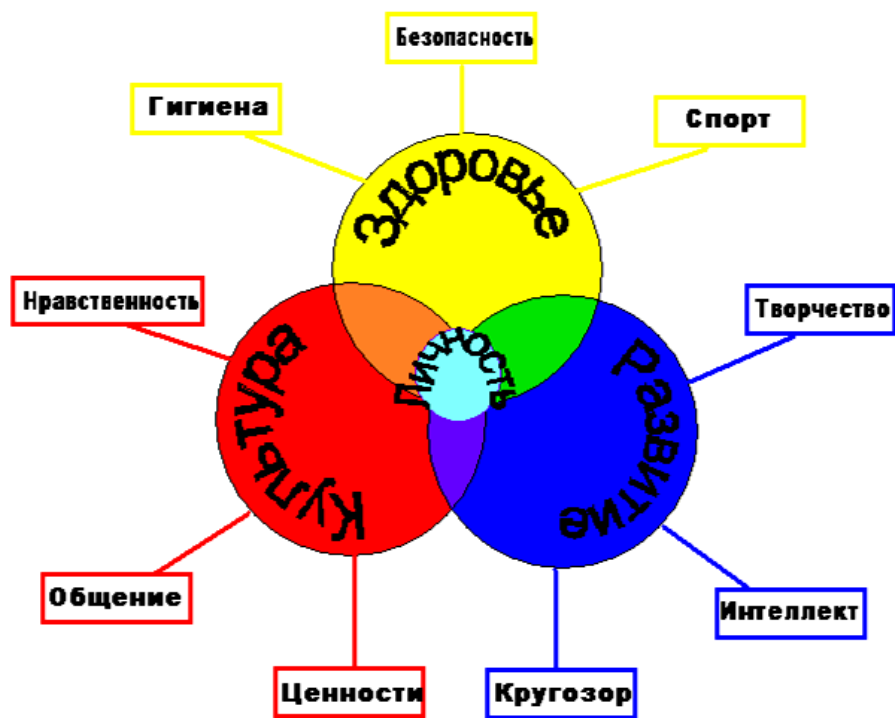 Безопасность
Гигиена
Спорт
Здоровье
Нравственность
Творчество
Личность
Культура
Развитие
Общение
Интеллект
Ценности
Кругозор